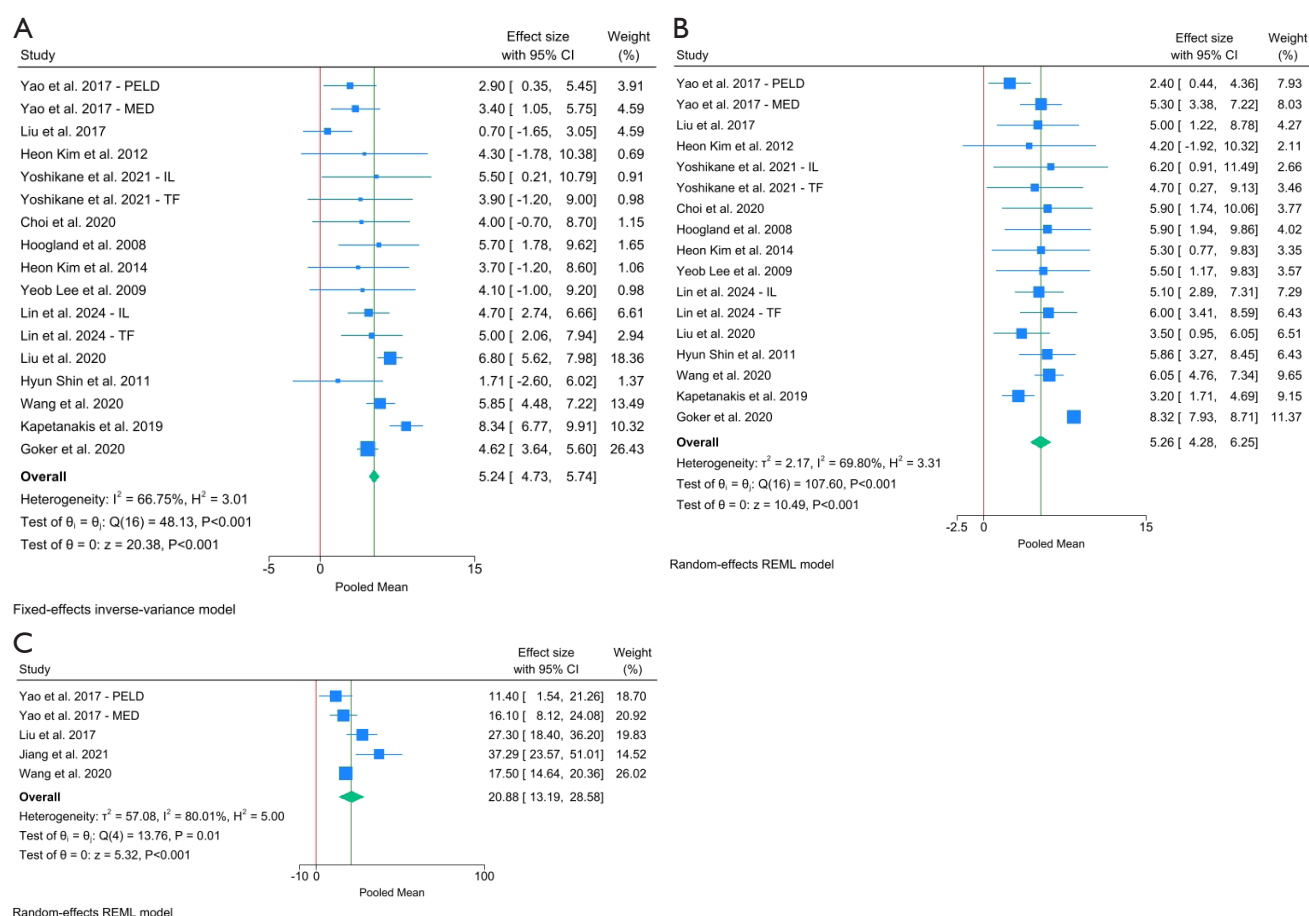 A
Effect size Weight
Study with 95% CI (%)
Yao et al. 2017 - PELD 2.90 [ 0.35, 5.45] 3.91
Yao et al. 2017 - MED 3.40 [ 1.05, 5.75] 4.59
Liu et al. 2017 0.70 [ -1.65, 3.05] 4.59
Heon Kim et al. 2012 4.30 [ -1.78, 10.38] 0.69
Yoshikane et al. 2021 - IL 5.50 [ 0.21, 10.79] 0.91
Yoshikane et al. 2021 - TF 3.90 [ -1.20, 9.00] 0.98
Choi et al. 2020 4.00 [ -0.70, 8.70] 1.15
Hoogland et al. 2008 5.70 [ 1.78, 9.62] 1.65
Heon Kim et al. 2014 3.70 [ -1.20, 8.60] 1.06
Yeob Lee et al. 2009 4.10 [ -1.00, 9.20] 0.98
Lin et al. 2024 - IL 4.70 [ 2.74, 6.66] 6.61
Lin et al. 2024 - TF 5.00 [ 2.06, 7.94] 2.94
Liu et al. 2020 6.80 [ 5.62, 7.98] 18.36
Hyun Shin et al. 2011 1.71 [ -2.60, 6.02] 1.37
Wang et al. 2020 5.85 [ 4.48, 7.22] 13.49
Kapetanakis et al. 2019 8.34 [ 6.77, 9.91] 10.32
Goker et al. 2020 4.62 [ 3.64, 5.60] 26.43
Overall 5.24 [ 4.73, 5.74]
Heterogeneity: I² = 66.75%, H² = 3.01
Test of θᵢ = θⱼ: Q(16) = 48.13, P<0.001
Test of θ = 0: z = 20.38, P<0.001
-5 0 15
Pooled Mean
Fixed-effects inverse-variance model
B
Effect size Weight
Study with 95% CI (%)
Yao et al. 2017 - PELD 2.40 [ 0.44, 4.36] 7.93
Yao et al. 2017 - MED 5.30 [ 3.38, 7.22] 8.03
Liu et al. 2017 5.00 [ 1.22, 8.78] 4.27
Heon Kim et al. 2012 4.20 [ -1.92, 10.32] 2.11
Yoshikane et al. 2021 - IL 6.20 [ 0.91, 11.49] 2.66
Yoshikane et al. 2021 - TF 4.70 [ 0.27, 9.13] 3.46
Choi et al. 2020 5.90 [ 1.74, 10.06] 3.77
Hoogland et al. 2008 5.90 [ 1.94, 9.86] 4.02
Heon Kim et al. 2014 5.30 [ 0.77, 9.83] 3.35
Yeob Lee et al. 2009 5.50 [ 1.17, 9.83] 3.57
Lin et al. 2024 - IL 5.10 [ 2.89, 7.31] 7.29
Lin et al. 2024 - TF 6.00 [ 3.41, 8.59] 6.43
Liu et al. 2020 3.50 [ 0.95, 6.05] 6.51
Hyun Shin et al. 2011 5.86 [ 3.27, 8.45] 6.43
Wang et al. 2020 6.05 [ 4.76, 7.34] 9.65
Kapetanakis et al. 2019 3.20 [ 1.71, 4.69] 9.15
Goker et al. 2020 8.32 [ 7.93, 8.71] 11.37
Overall 5.26 [ 4.28, 6.25]
Heterogeneity: τ² = 2.17, I² = 69.80%, H² = 3.31
Test of θᵢ = θⱼ: Q(16) = 107.60, P<0.001
Test of θ = 0: z = 10.49, P<0.001
-2.5 0 15
Pooled Mean
Random-effects REML model
C
Effect size Weight
Study with 95% CI (%)
Yao et al. 2017 - PELD 11.40 [ 1.54, 21.26] 18.70
Yao et al. 2017 - MED 16.10 [ 8.12, 24.08] 20.92
Liu et al. 2017 27.30 [ 18.40, 36.20] 19.83
Jiang et al. 2021 37.29 [ 23.57, 51.01] 14.52
Wang et al. 2020 17.50 [ 14.64, 20.36] 26.02
Overall 20.88 [ 13.19, 28.58]
Heterogeneity: τ² = 57.08, I² = 80.01%, H² = 5.00
Test of θᵢ = θⱼ: Q(4) = 13.76, P = 0.01
Test of θ = 0: z = 5.32, P<0.001
-10 0 100
Pooled Mean
Random-effects REML model